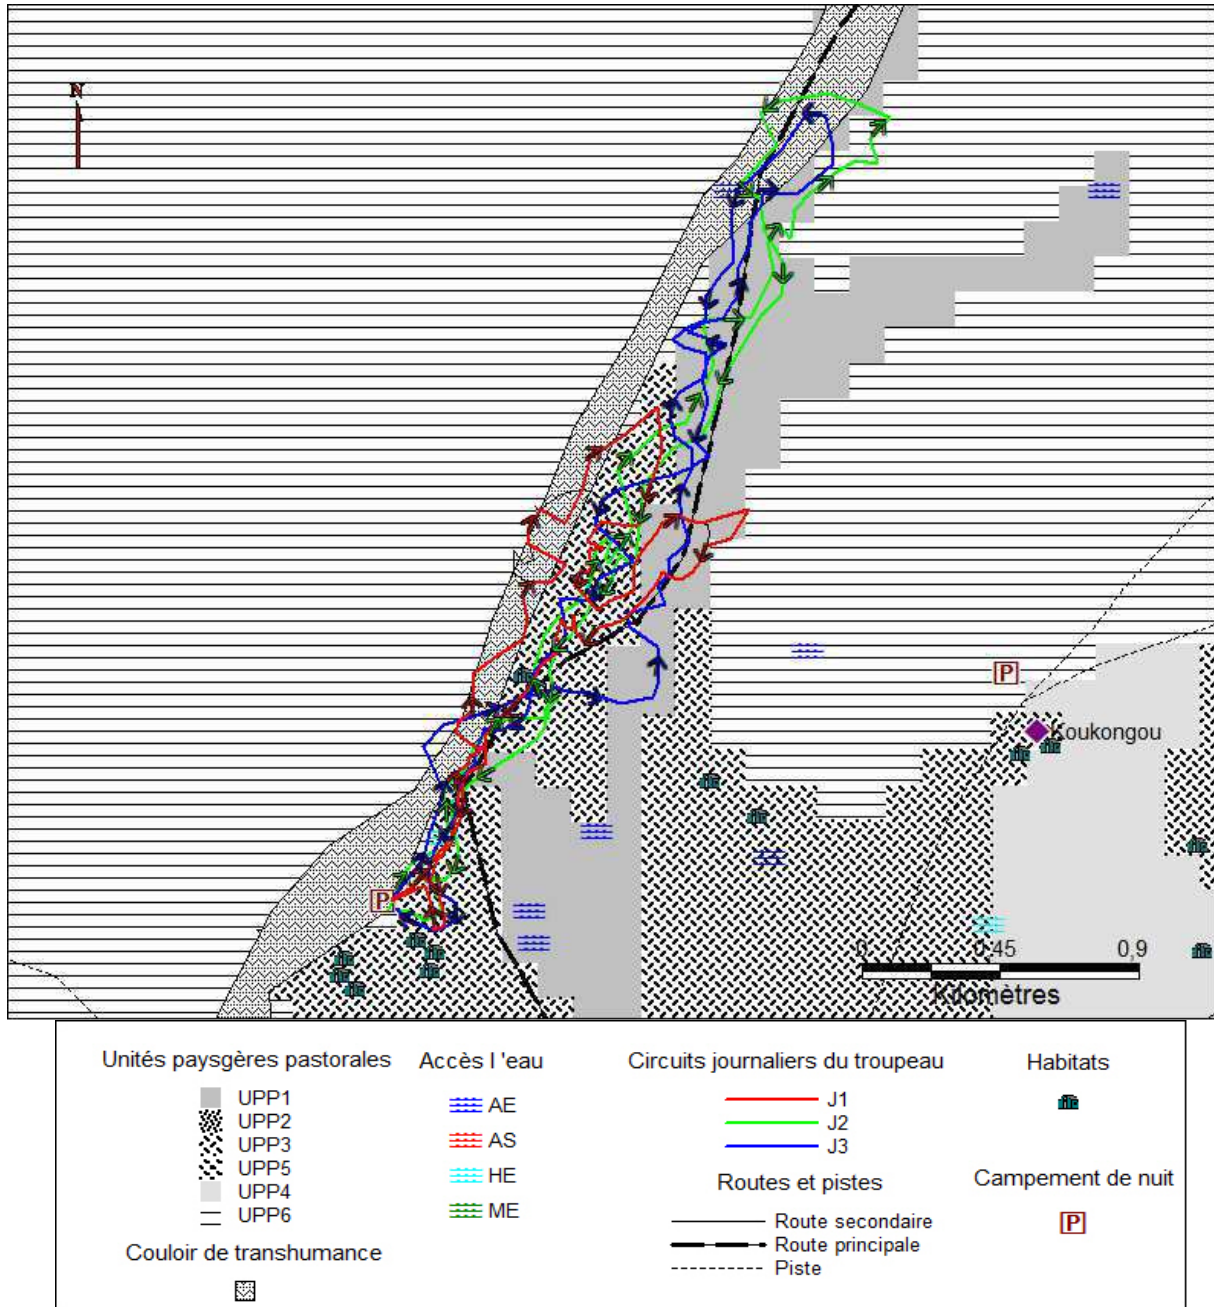 N
P
Koukongou
P
0 0,45 0,9
Kilomètres
Unités paysgères pastorales
UPP1
UPP2
UPP3
UPP5
UPP4
UPP6
Couloir de transhumance
Accès l 'eau
AE
AS
HE
ME
Circuits journaliers du troupeau
J1
J2
J3
Routes et pistes
Route secondaire
Route principale
Piste
Habitats
Campement de nuit
P